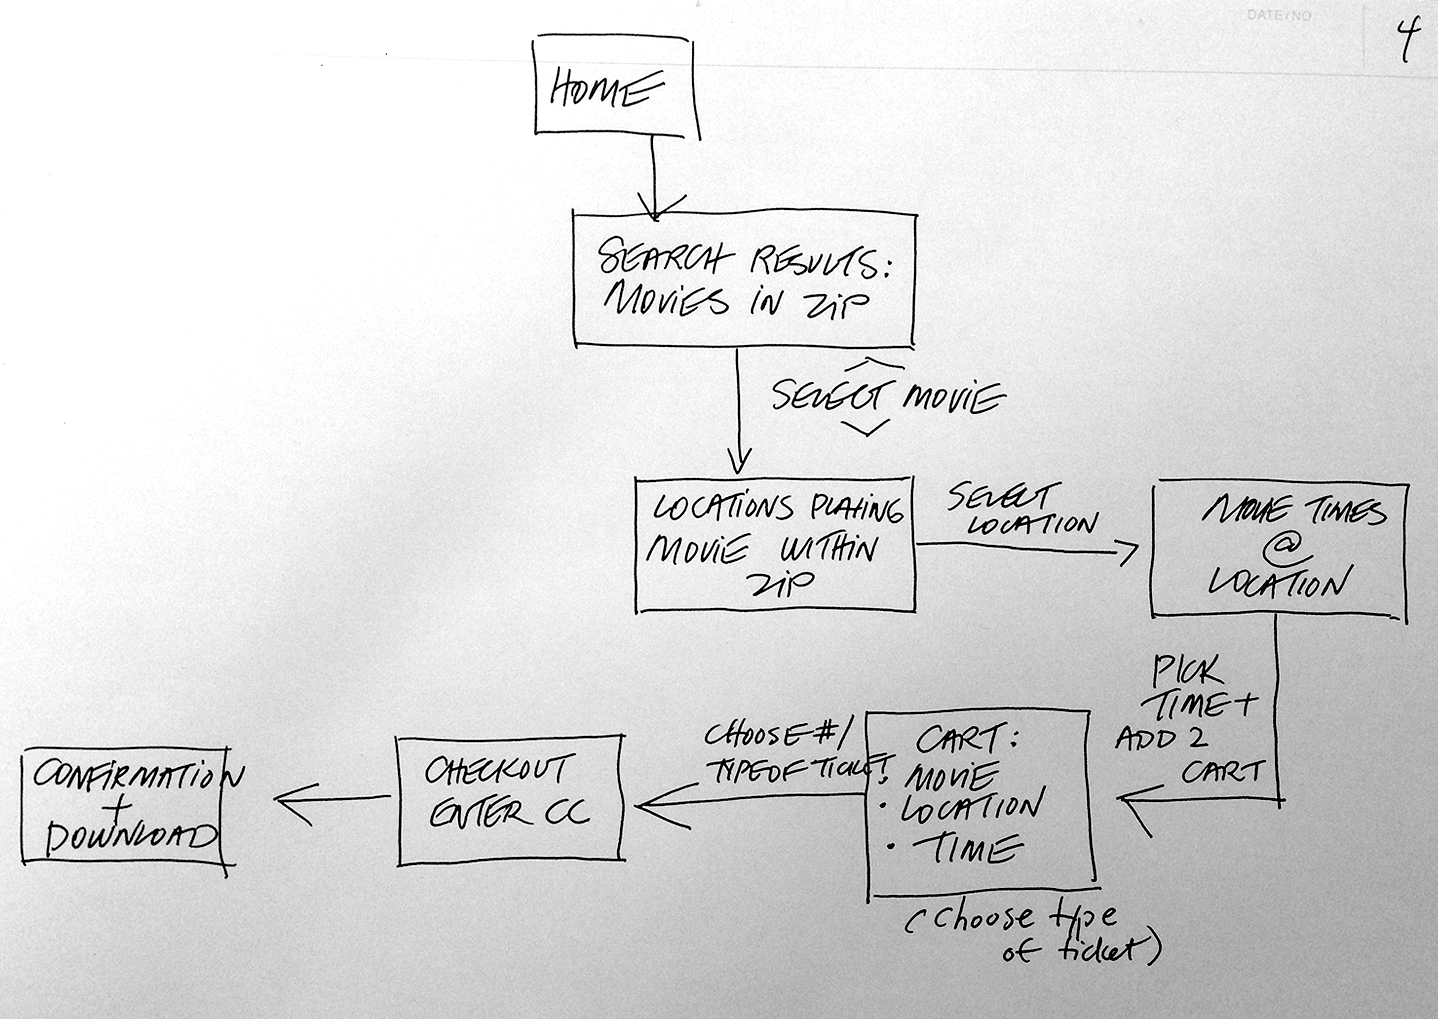 DATE/NO
4
HOME
SEARCH RESULTS:
MOVIES IN ZIP
SELECT MOVIE
LOCATIONS PLAYING
MOVIE WITHIN
ZIP
SELECT
LOCATION
MOVIE TIMES
@
LOCATION
PICK
TIME +
ADD 2
CART
CART:
• MOVIE
• LOCATION
• TIME
(choose type
of ticket)
CHOOSE #/
TYPE OF TICKET
CHECKOUT
ENTER CC
CONFIRMATION
+
DOWNLOAD